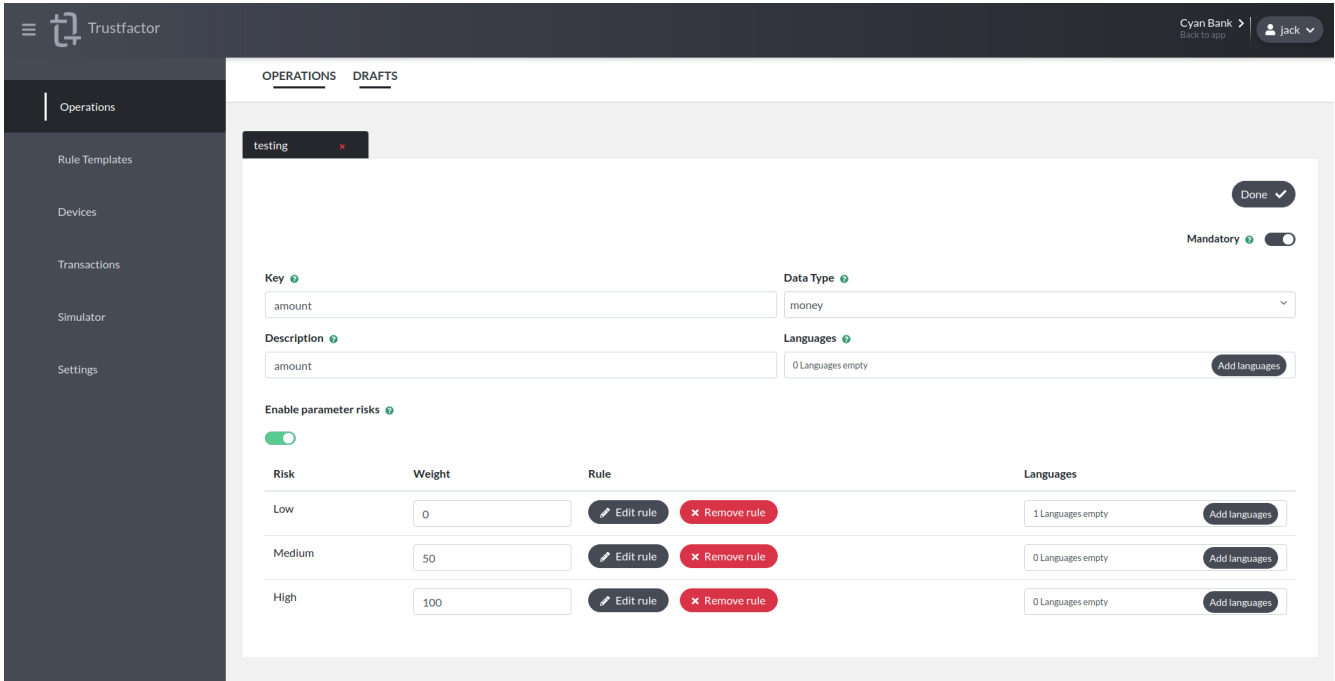 Trustfactor
Cyan Bank
Back to app
jack
OPERATIONS DRAFTS
Operations
Rule Templates
Devices
Transactions
Simulator
Settings
testing
Done
Mandatory
Key
Data Type
amount
money
Description
Languages
amount
0 Languages empty
Add languages
Enable parameter risks
Risk Weight Rule Languages
Low 0 Edit rule Remove rule 1 Languages empty Add languages
Medium 50 Edit rule Remove rule 0 Languages empty Add languages
High 100 Edit rule Remove rule 0 Languages empty Add languages